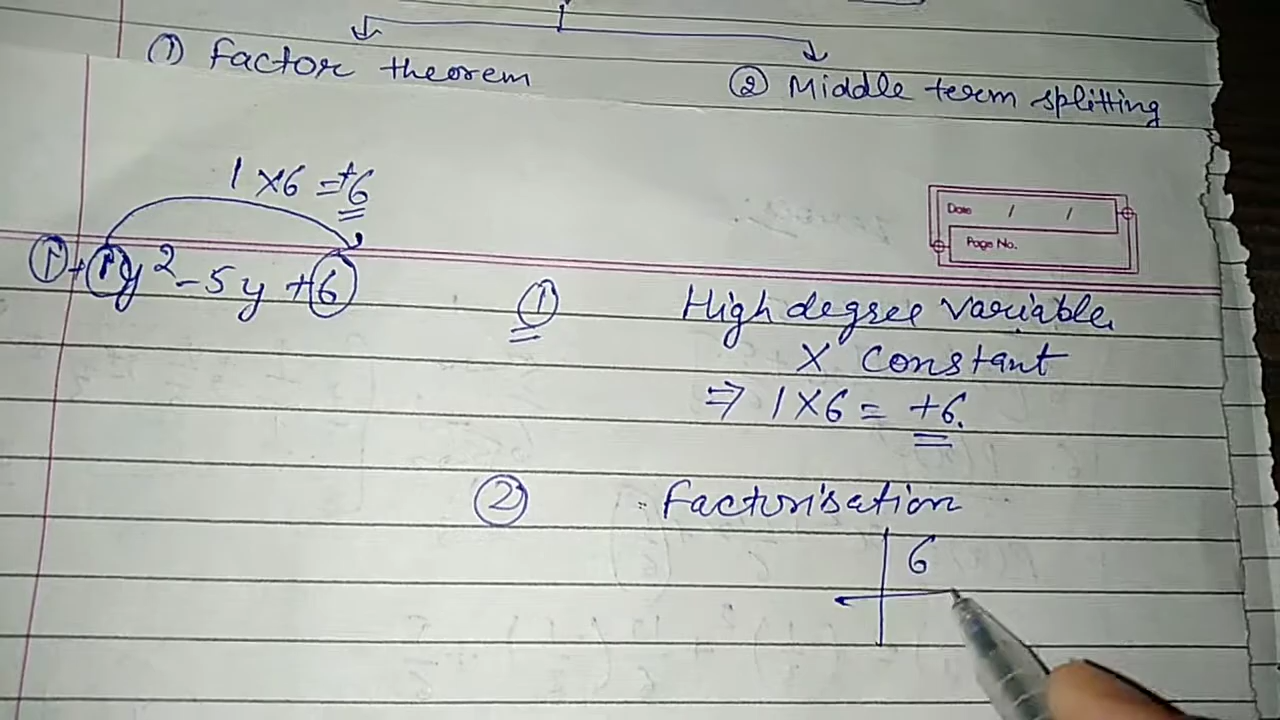 ① Factor theorem
② Middle term splitting
1 × 6 = +6
Date / /
Page No.
① + 1y² - 5y + 6
① High degree variable
X Constant
⇒ 1 X 6 = +6.
② Factorisation
6